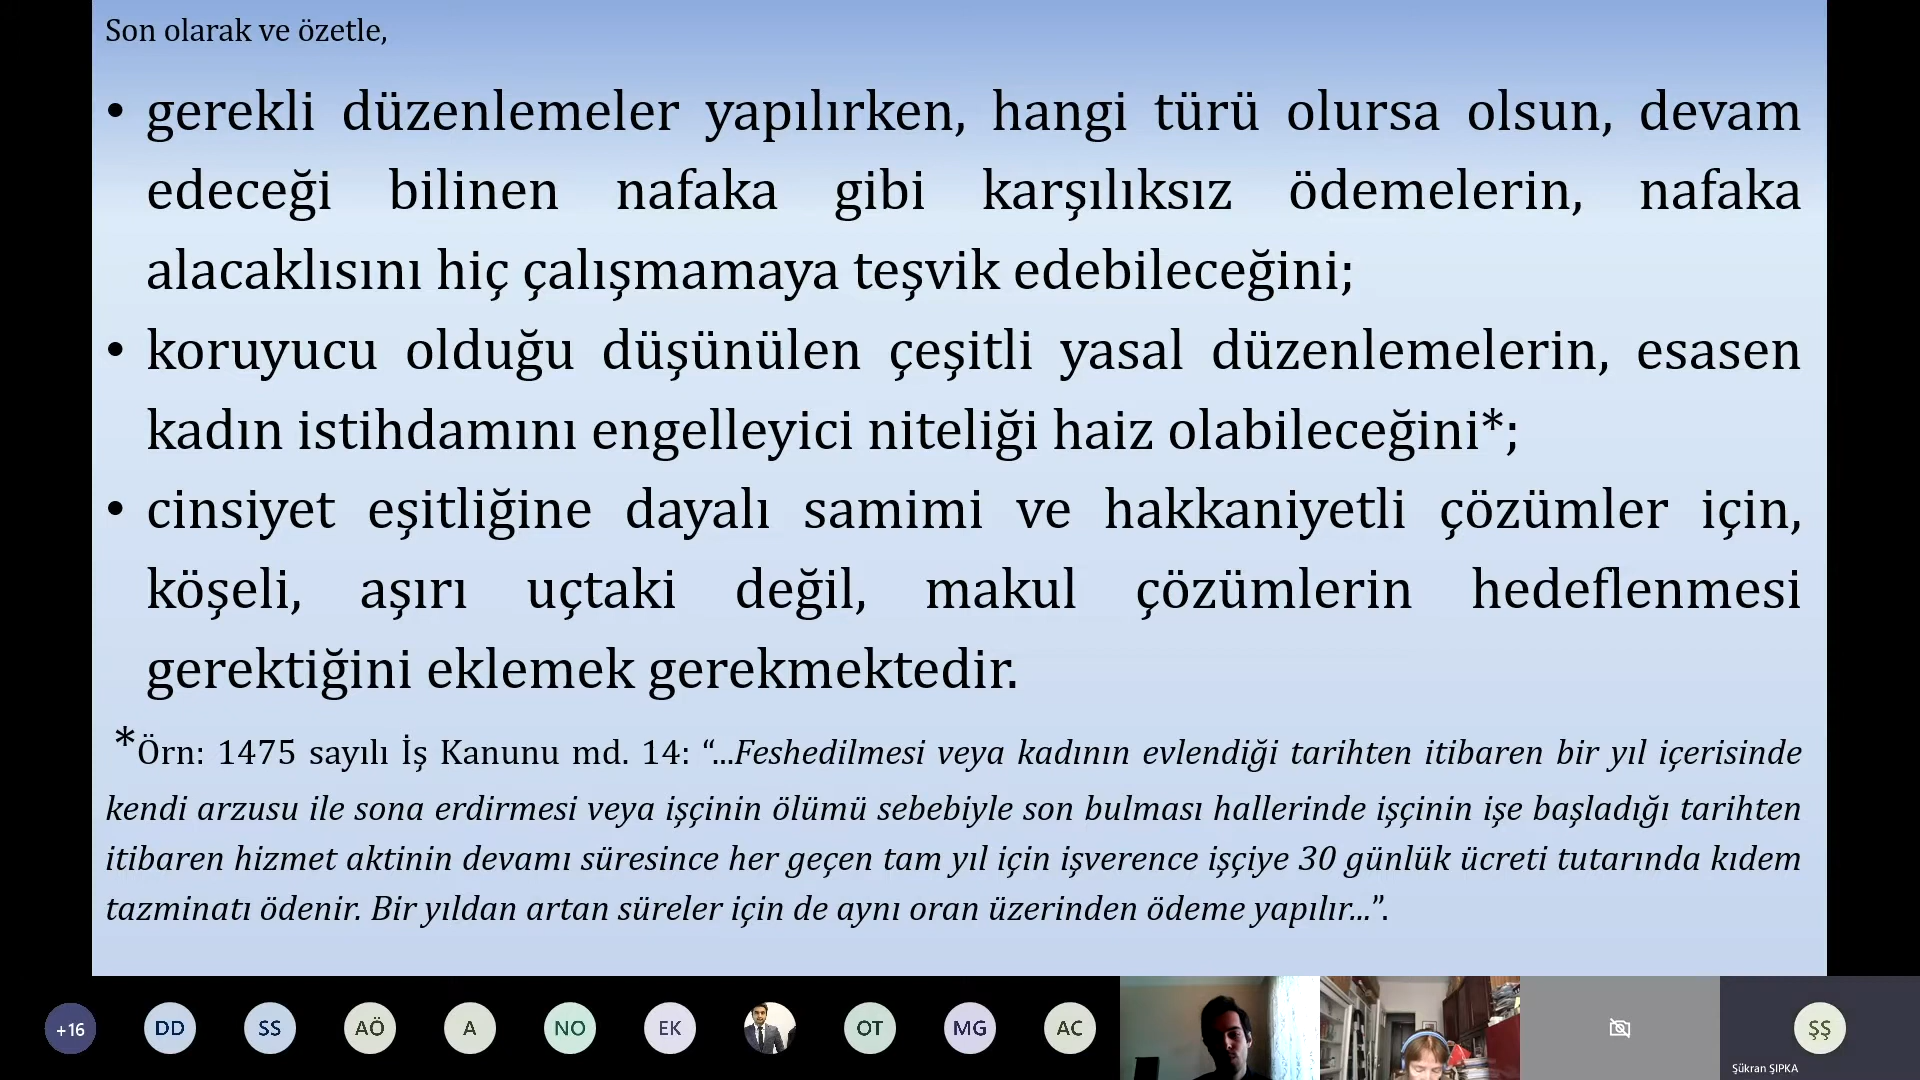 Son olarak ve özetle,
• gerekli düzenlemeler yapılırken, hangi türü olursa olsun, devam
edeceği bilinen nafaka gibi karşılıksız ödemelerin, nafaka
alacaklısını hiç çalışmamaya teşvik edebileceğini;
• koruyucu olduğu düşünülen çeşitli yasal düzenlemelerin, esasen
kadın istihdamını engelleyici niteliği haiz olabileceğini*;
• cinsiyet eşitliğine dayalı samimi ve hakkaniyetli çözümler için,
köşeli, aşırı uçtaki değil, makul çözümlerin hedeflenmesi
gerektiğini eklemek gerekmektedir.
*Örn: 1475 sayılı İş Kanunu md. 14: “...Feshedilmesi veya kadının evlendiği tarihten itibaren bir yıl içerisinde
kendi arzusu ile sona erdirmesi veya işçinin ölümü sebebiyle son bulması hallerinde işçinin işe başladığı tarihten
itibaren hizmet aktinin devamı süresince her geçen tam yıl için işverence işçiye 30 günlük ücreti tutarında kıdem
tazminatı ödenir. Bir yıldan artan süreler için de aynı oran üzerinden ödeme yapılır...”.
+16 DD SS AÖ A NO EK OT MG AC ŞŞ
Şükran ŞIPKA